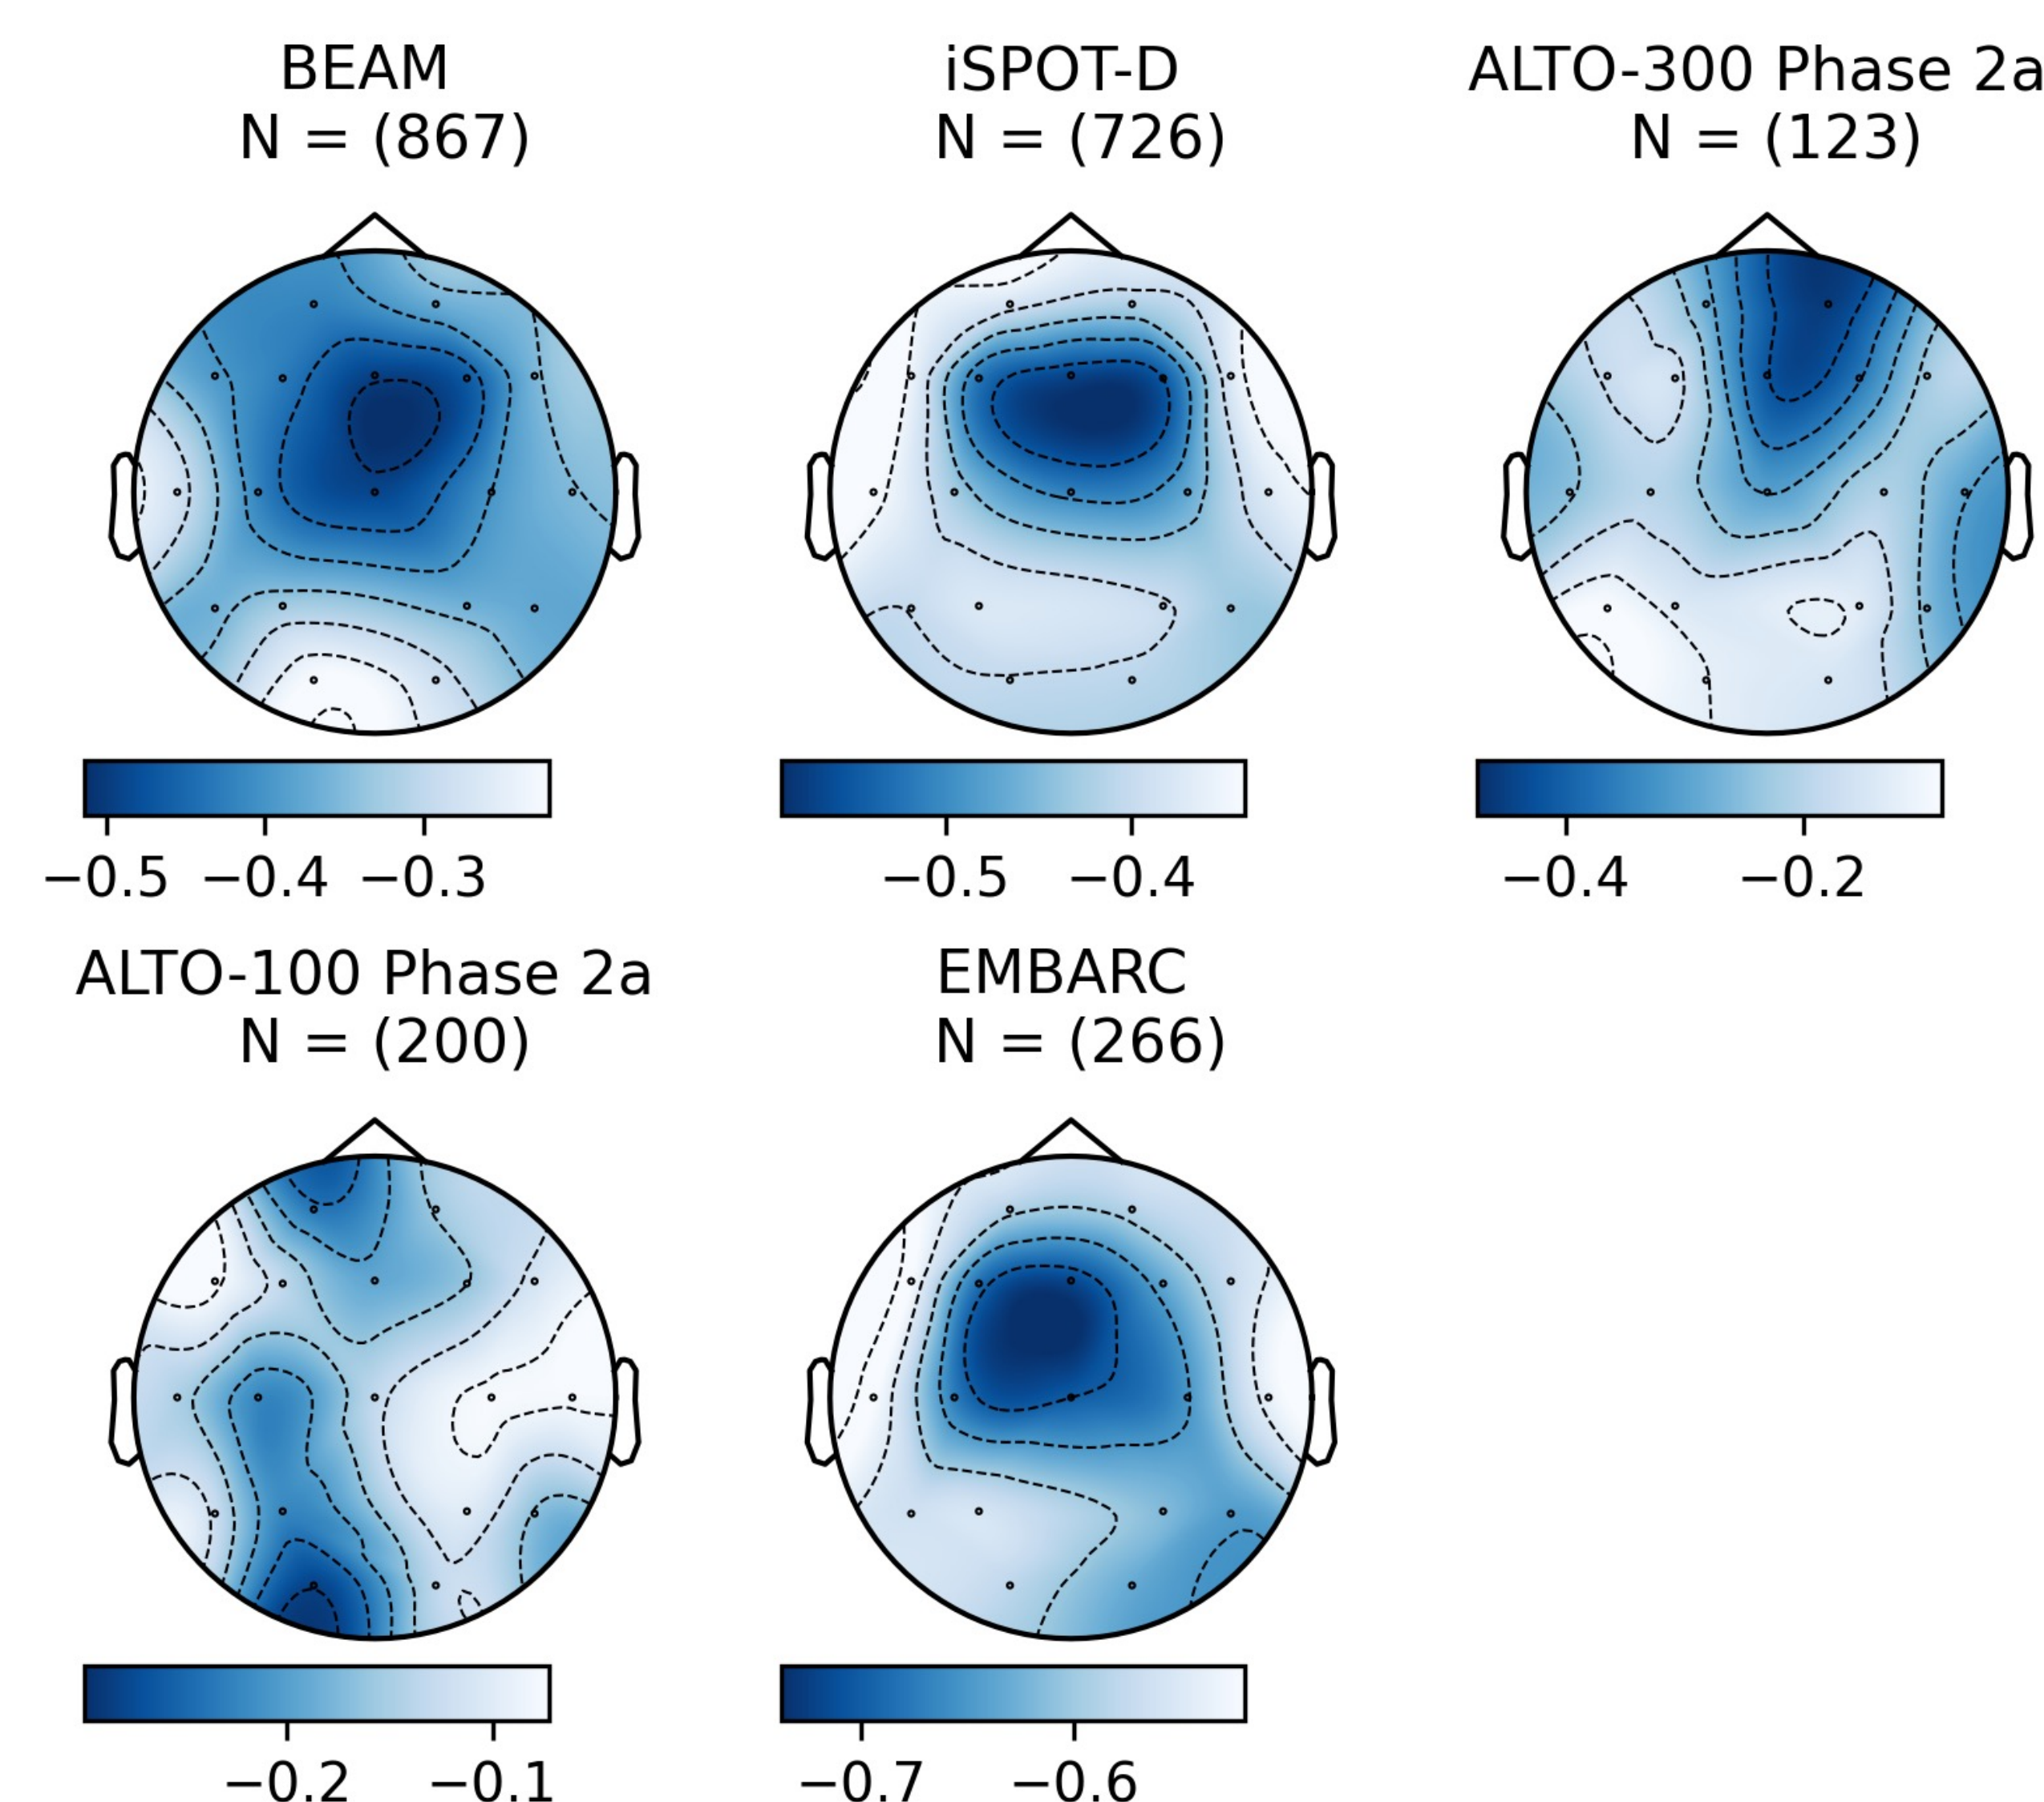 BEAM
N = (867)
iSPOT-D
N = (726)
ALTO-300 Phase 2a
N = (123)
−0.5 −0.4 −0.3
−0.5 −0.4
−0.4 −0.2
ALTO-100 Phase 2a
N = (200)
EMBARC
N = (266)
−0.2 −0.1
−0.7 −0.6